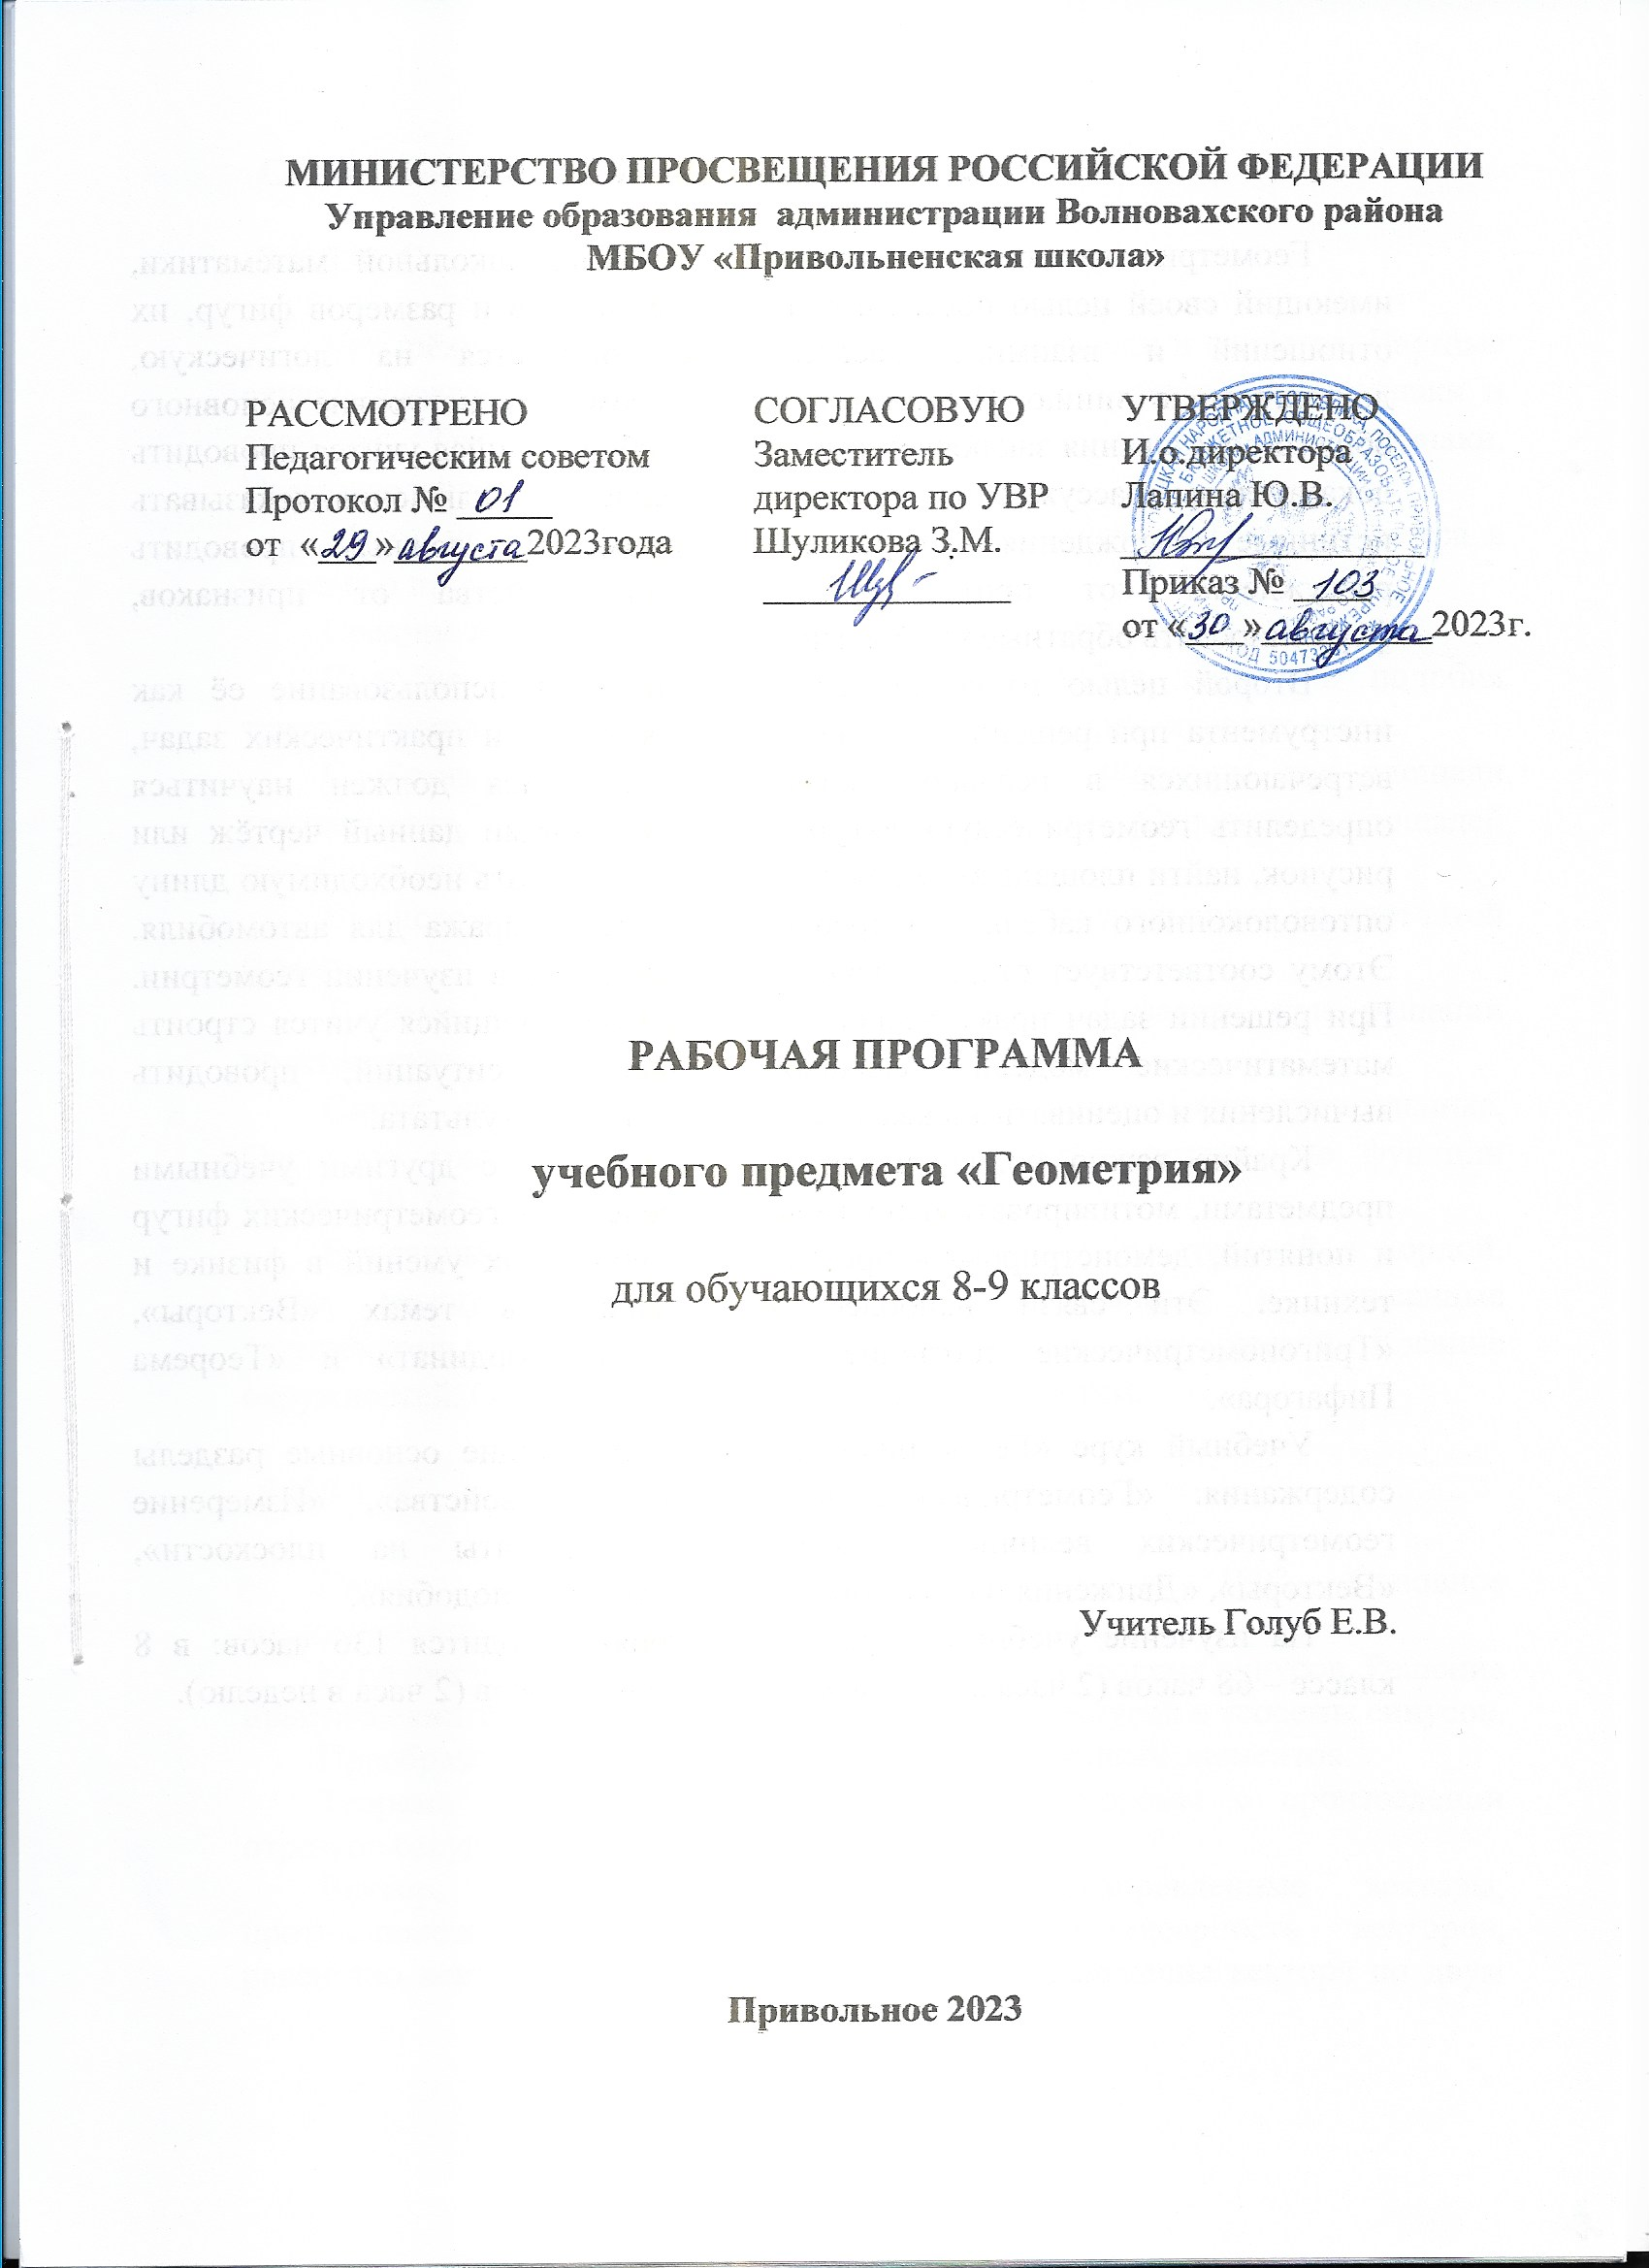 МИНИСТЕРСТВО ПРОСВЕЩЕНИЯ РОССИЙСКОЙ ФЕДЕРАЦИИ
Управление образования администрации Волновахского района
МБОУ «Привольненская школа»
РАССМОТРЕНО
Педагогическим советом
Протокол № 01
от «29» августа 2023года
СОГЛАСОВУЮ
Заместитель
директора по УВР
Шуликова З.М.
УТВЕРЖДЕНО
И.о.директора
Лапина Ю.В.
Приказ № 103
от «30» августа 2023г.
РАБОЧАЯ ПРОГРАММА
учебного предмета «Геометрия»
для обучающихся 8-9 классов
Учитель Голуб Е.В.
Привольное 2023